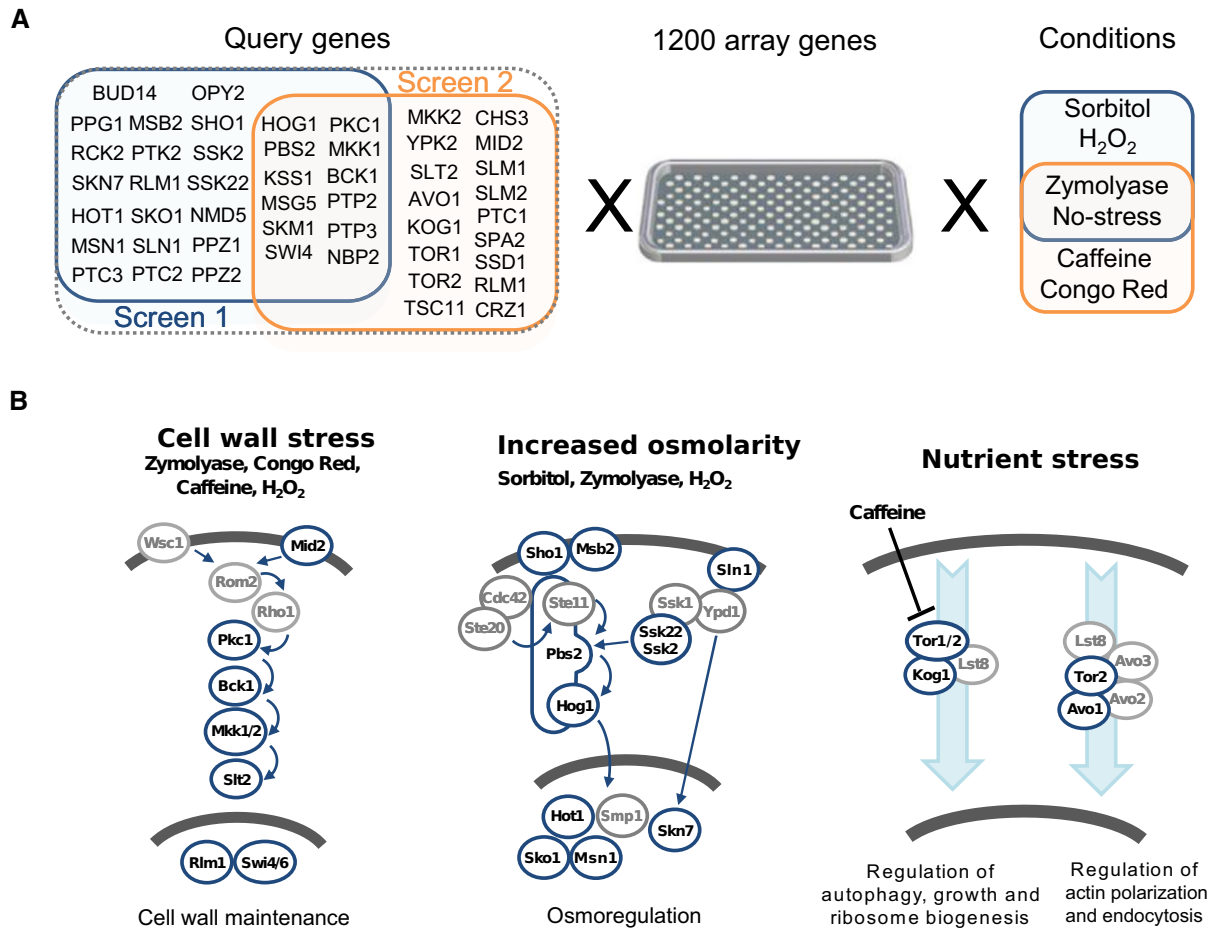 A
Query genes
1200 array genes
Conditions
Screen 2
BUD14 OPY2
PPG1 MSB2 SHO1
RCK2 PTK2 SSK2
SKN7 RLM1 SSK22
HOT1 SKO1 NMD5
MSN1 SLN1 PPZ1
PTC3 PTC2 PPZ2
HOG1 PKC1
PBS2 MKK1
KSS1 BCK1
MSG5 PTP2
SKM1 PTP3
SWI4 NBP2
MKK2 CHS3
YPK2 MID2
SLT2 SLM1
AVO1 SLM2
KOG1 PTC1
TOR1 SPA2
TOR2 SSD1
TSC11 RLM1
CRZ1
Screen 1
X
X
Sorbitol
H2O2
Zymolyase
No-stress
Caffeine
Congo Red
B
Cell wall stress
Zymolyase, Congo Red,
Caffeine, H2O2
Wsc1
Mid2
Rom2
Rho1
Pkc1
Bck1
Mkk1/2
Slt2
Rlm1 Swi4/6
Cell wall maintenance
Increased osmolarity
Sorbitol, Zymolyase, H2O2
Sho1 Msb2
Sln1
Cdc42
Ste11
Ssk1
Ypd1
Ste20
Ssk22
Ssk2
Pbs2
Hog1
Hot1
Smp1
Skn7
Sko1 Msn1
Osmoregulation
Nutrient stress
Caffeine
Tor1/2
Kog1
Lst8
Lst8
Avo3
Tor2
Avo2
Avo1
Regulation of
autophagy, growth and
ribosome biogenesis
Regulation of
actin polarization
and endocytosis